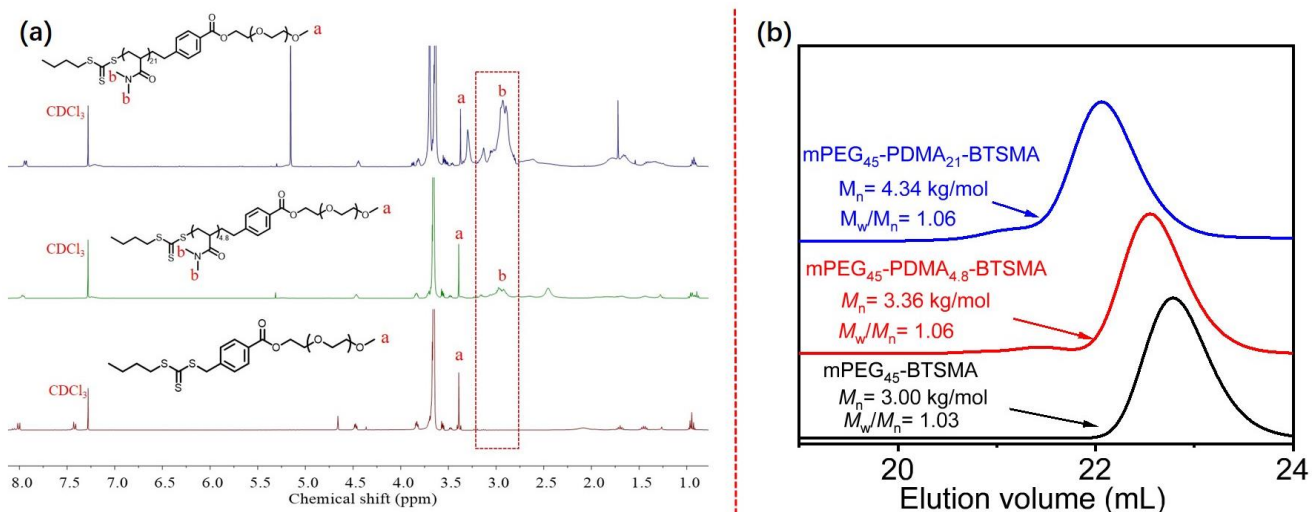 (a)
O
O
O
O
a
S
S
21
S
b
N
O
b
CDCl3
a
b
O
O
O
O
a
S
S
4.8
S
b
N
O
b
CDCl3
a
b
O
O
O
O
a
S
S
S
CDCl3
a
8.0 7.5 7.0 6.5 6.0 5.5 5.0 4.5 4.0 3.5 3.0 2.5 2.0 1.5 1.0
Chemical shift (ppm)
(b)
mPEG45-PDMA21-BTSMA
Mn= 4.34 kg/mol
Mw/Mn= 1.06
mPEG45-PDMA4.8-BTSMA
Mn= 3.36 kg/mol
Mw/Mn= 1.06
mPEG45-BTSMA
Mn= 3.00 kg/mol
Mw/Mn= 1.03
20 22 24
Elution volume (mL)